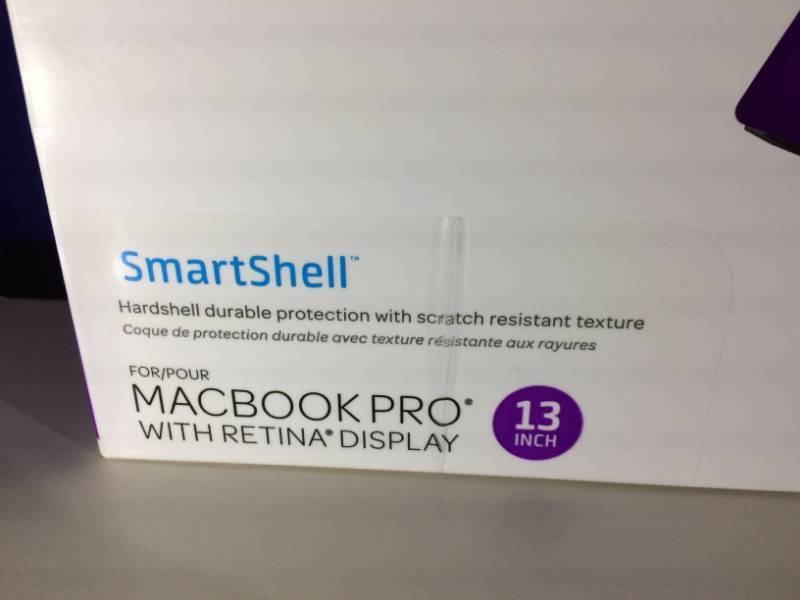 SmartShell™
Hardshell durable protection with scratch resistant texture
Coque de protection durable avec texture résistante aux rayures
FOR/POUR
MACBOOK PRO®
WITH RETINA® DISPLAY
13
INCH